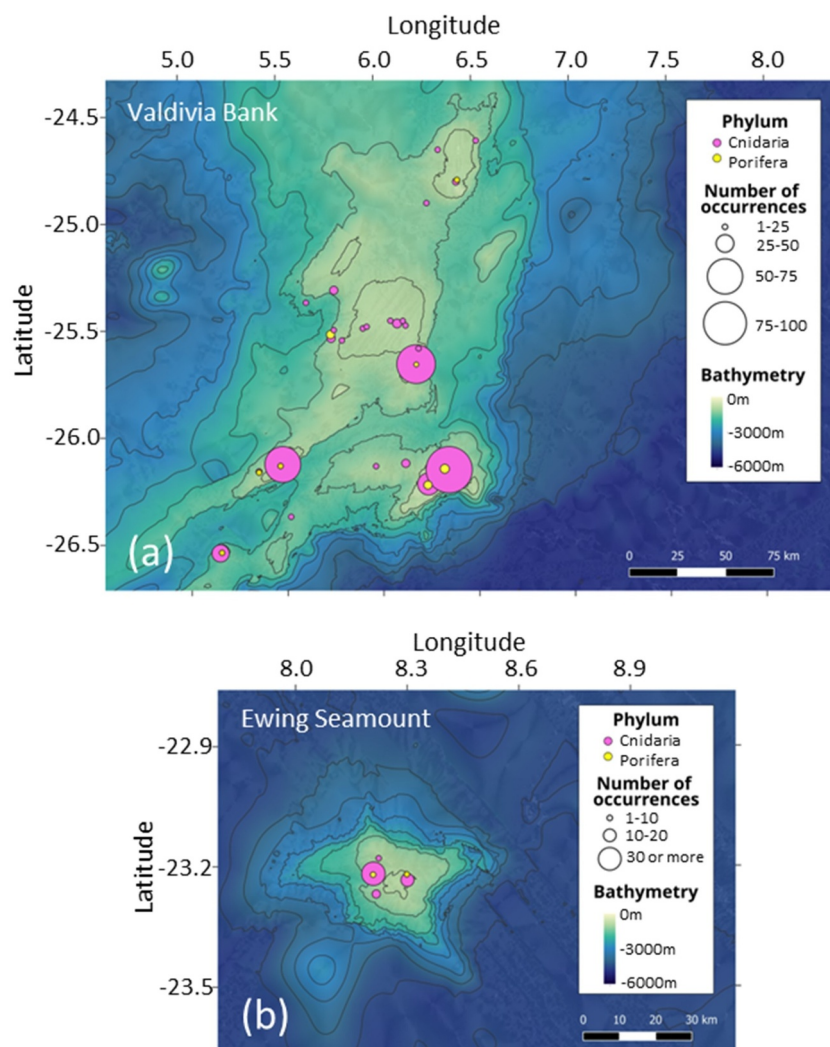 Longitude
5.0 5.5 6.0 6.5 7.0 7.5 8.0
Valdivia Bank
Latitude
-24.5
-25.0
-25.5
-26.0
-26.5
Phylum
Cnidaria
Porifera
Number of
occurrences
1-25
25-50
50-75
75-100
Bathymetry
0m
-3000m
-6000m
(a)
0 25 50 75 km
Longitude
8.0 8.3 8.6 8.9
Ewing Seamount
Latitude
-22.9
-23.2
-23.5
Phylum
Cnidaria
Porifera
Number of
occurrences
1-10
10-20
30 or more
Bathymetry
0m
-3000m
-6000m
(b)
0 10 20 30 km